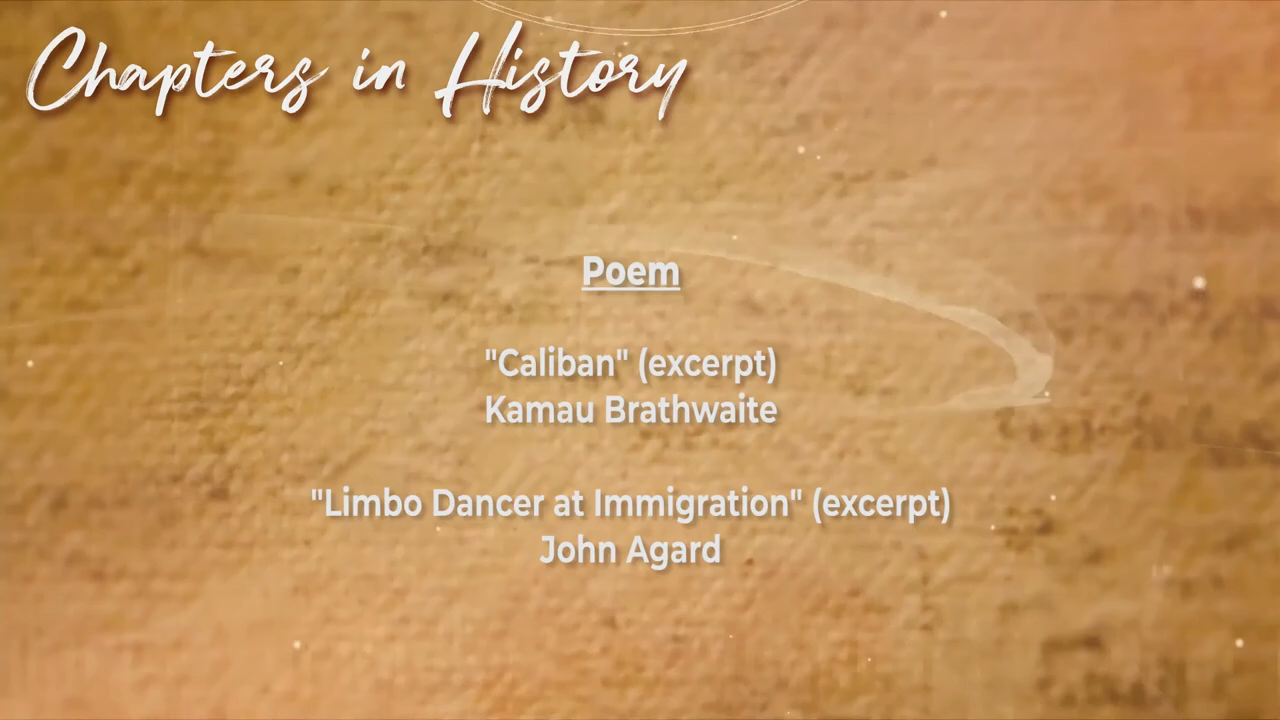 Chapters in History
Poem
"Caliban" (excerpt)
Kamau Brathwaite
"Limbo Dancer at Immigration" (excerpt)
John Agard